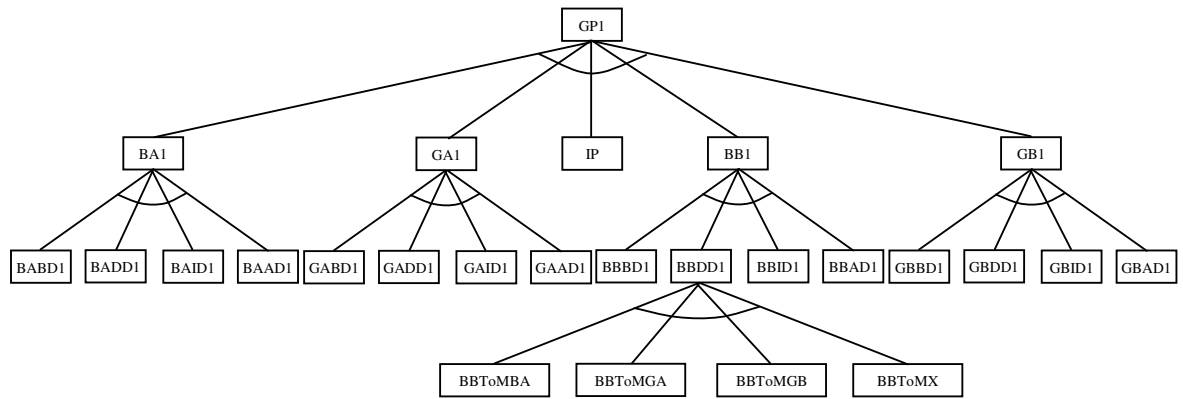 GP1
BA1 GA1 IP BB1 GB1
BABD1 BADD1 BAID1 BAAD1 GABD1 GADD1 GAID1 GAAD1 BBBD1 BBDD1 BBID1 BBAD1 GBBD1 GBDD1 GBID1 GBAD1
BBToMBA BBToMGA BBToMGB BBToMX